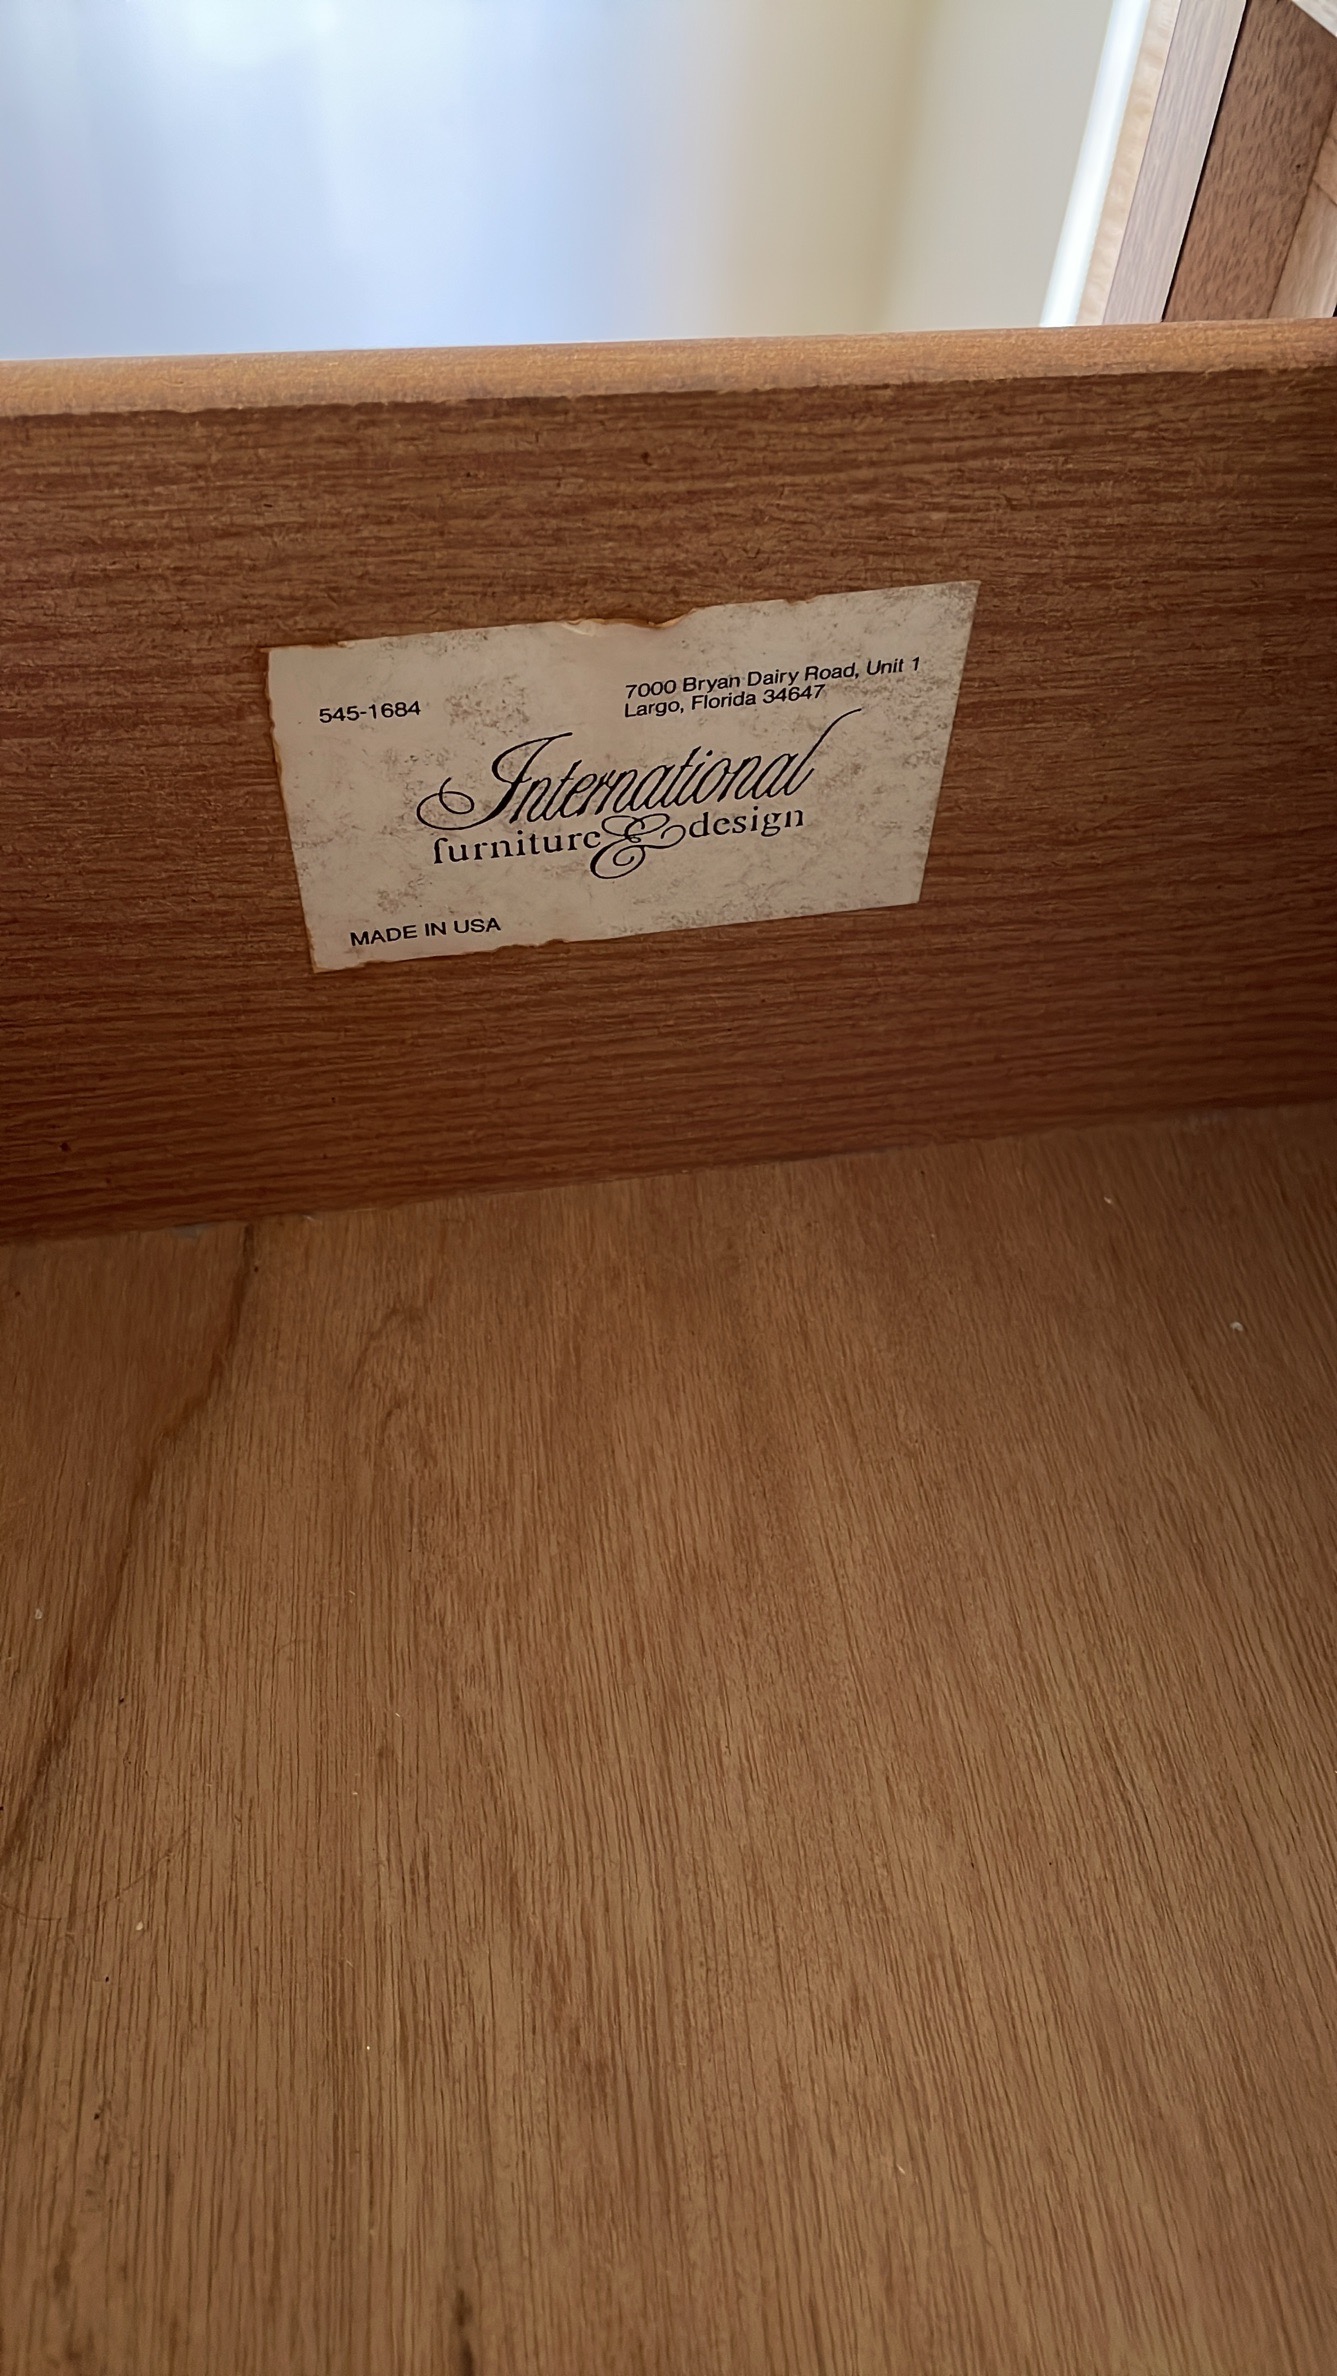 545-1684
7000 Bryan Dairy Road, Unit 1
Largo, Florida 34647
International
furniture & design
MADE IN USA